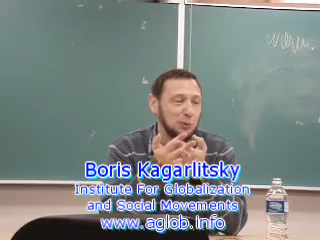 Boris Kagarlitsky
Institute For Globalization
and Social Movements
www.aglob.info